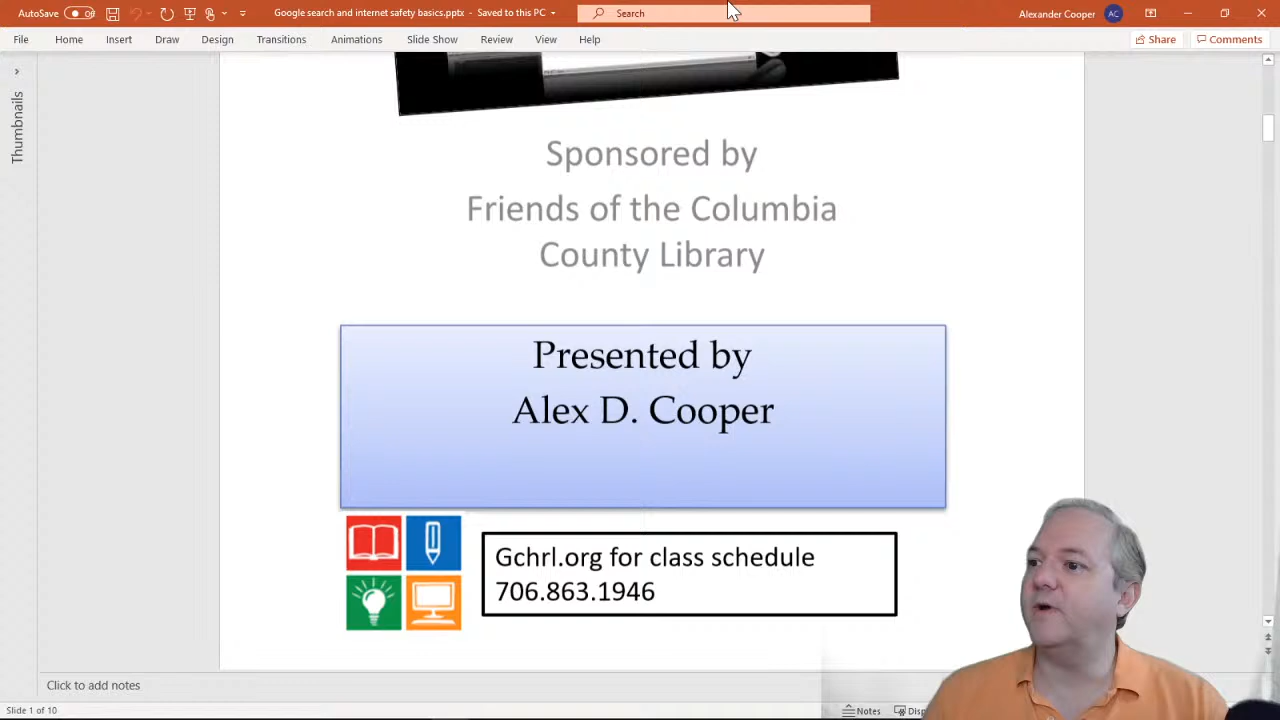 AutoSave Off Google search and internet safety basics.pptx - Saved to this PC Search Alexander Cooper AC
File Home Insert Draw Design Transitions Animations Slide Show Review View Help Share Comments
Thumbnails
Sponsored by
Friends of the Columbia
County Library
Presented by
Alex D. Cooper
Gchrl.org for class schedule
706.863.1946
Click to add notes
Slide 1 of 10 Notes